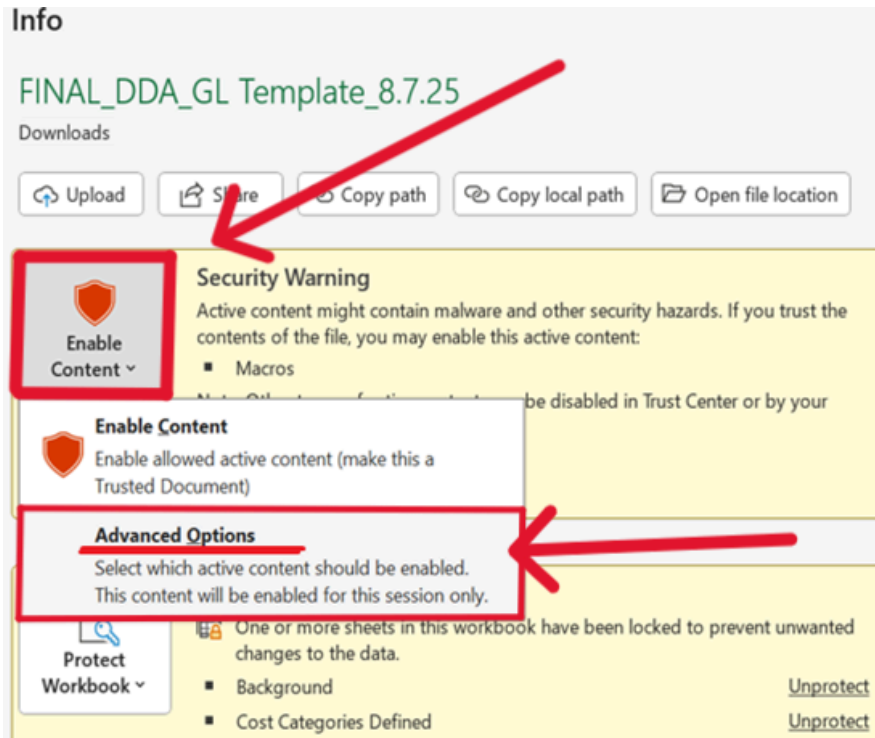 Info
FINAL_DDA_GL Template_8.7.25
Downloads
Upload
Share
Copy path
Copy local path
Open file location
Enable
Content
Security Warning
Active content might contain malware and other security hazards. If you trust the
contents of the file, you may enable this active content:
▪ Macros
be disabled in Trust Center or by your
Enable Content
Enable allowed active content (make this a
Trusted Document)
Advanced Options
Select which active content should be enabled.
This content will be enabled for this session only.
Protect
Workbook
One or more sheets in this workbook have been locked to prevent unwanted
changes to the data.
▪ Background Unprotect
▪ Cost Categories Defined Unprotect